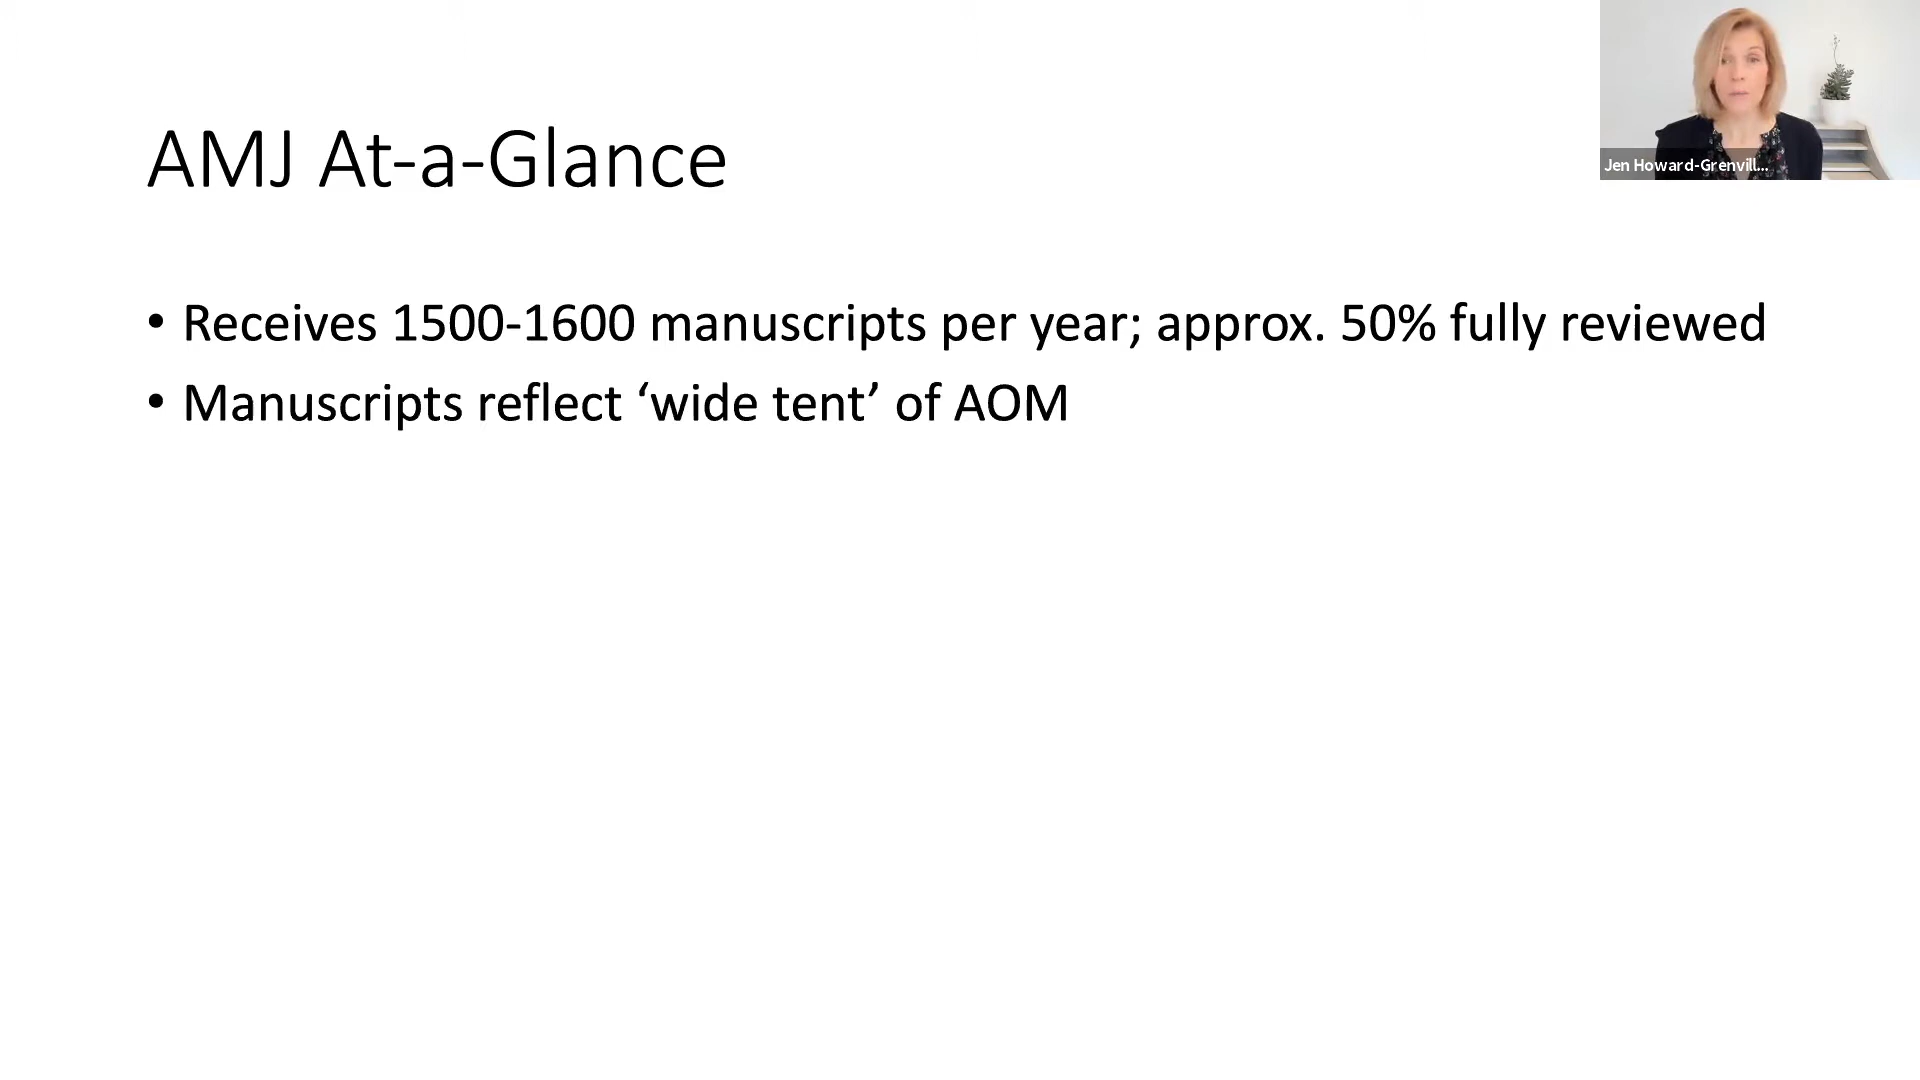 AMJ At-a-Glance
• Receives 1500-1600 manuscripts per year; approx. 50% fully reviewed
• Manuscripts reflect ‘wide tent’ of AOM
Jen Howard-Grenvill...